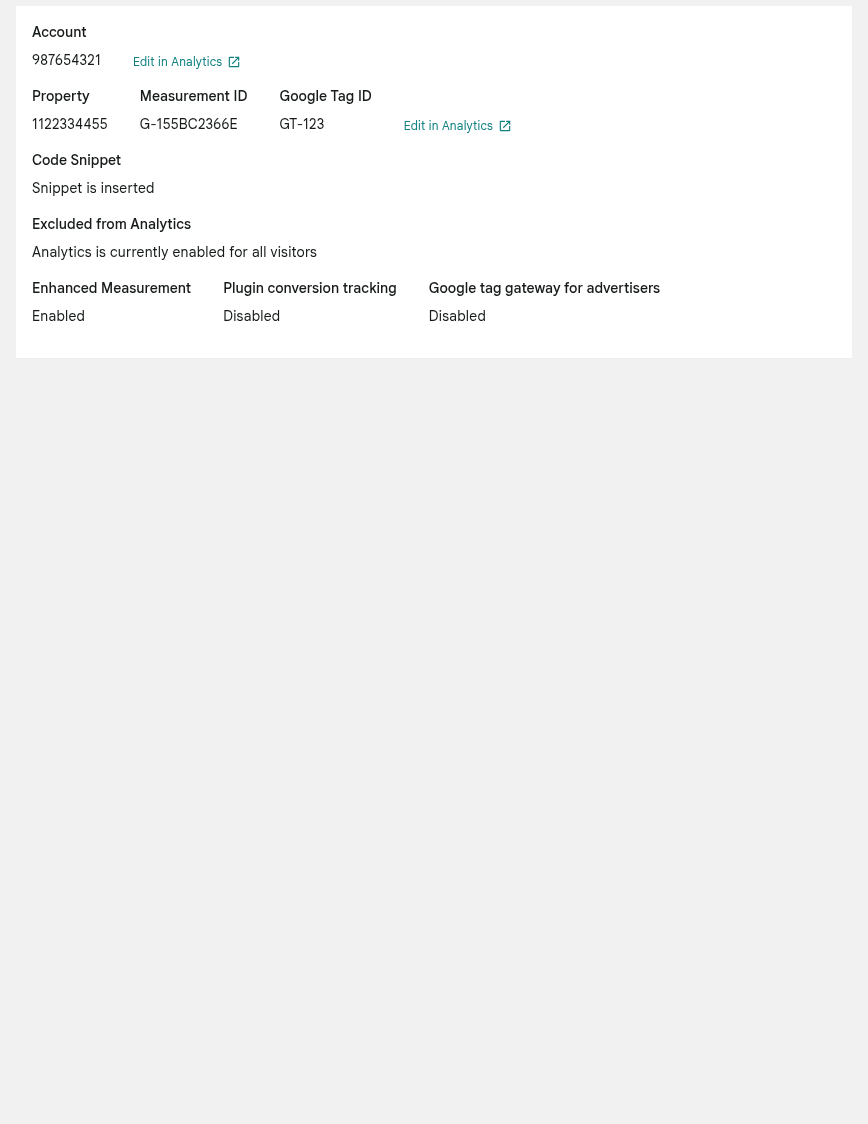 Account
987654321 Edit in Analytics
Property Measurement ID Google Tag ID
1122334455 G-155BC2366E GT-123 Edit in Analytics
Code Snippet
Snippet is inserted
Excluded from Analytics
Analytics is currently enabled for all visitors
Enhanced Measurement Plugin conversion tracking Google tag gateway for advertisers
Enabled Disabled Disabled